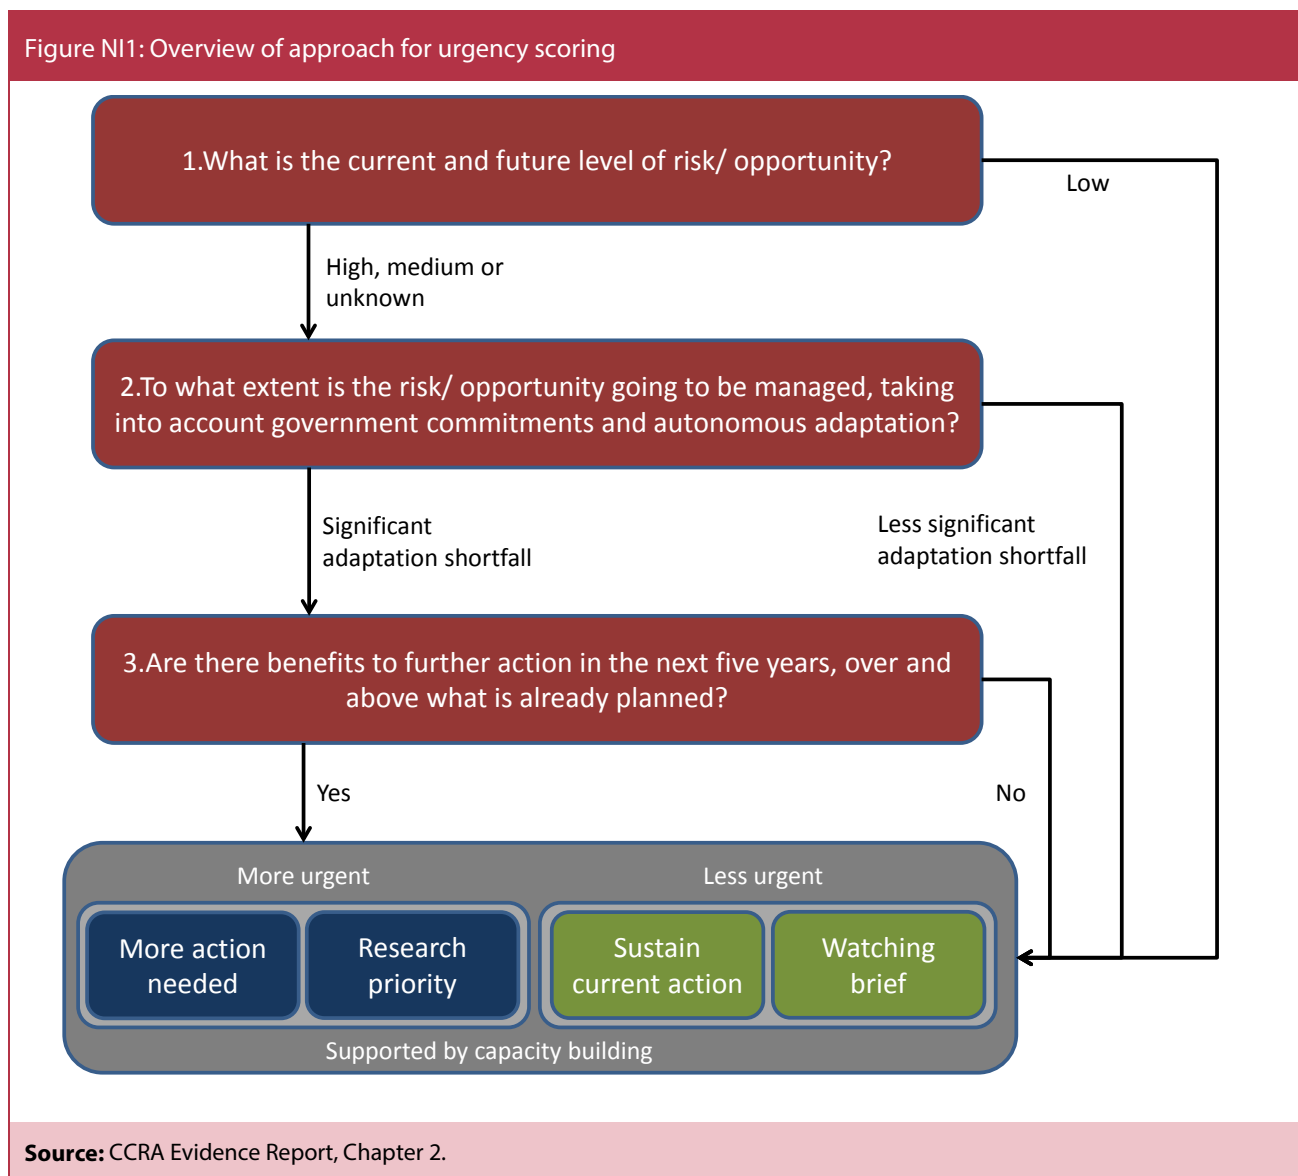 Figure NI1: Overview of approach for urgency scoring
1.What is the current and future level of risk/ opportunity?
Low
High, medium or
unknown
2.To what extent is the risk/ opportunity going to be managed, taking
into account government commitments and autonomous adaptation?
Significant
adaptation shortfall
Less significant
adaptation shortfall
3.Are there benefits to further action in the next five years, over and
above what is already planned?
Yes
No
More urgent
Less urgent
More action
needed
Research
priority
Sustain
current action
Watching
brief
Supported by capacity building
Source: CCRA Evidence Report, Chapter 2.